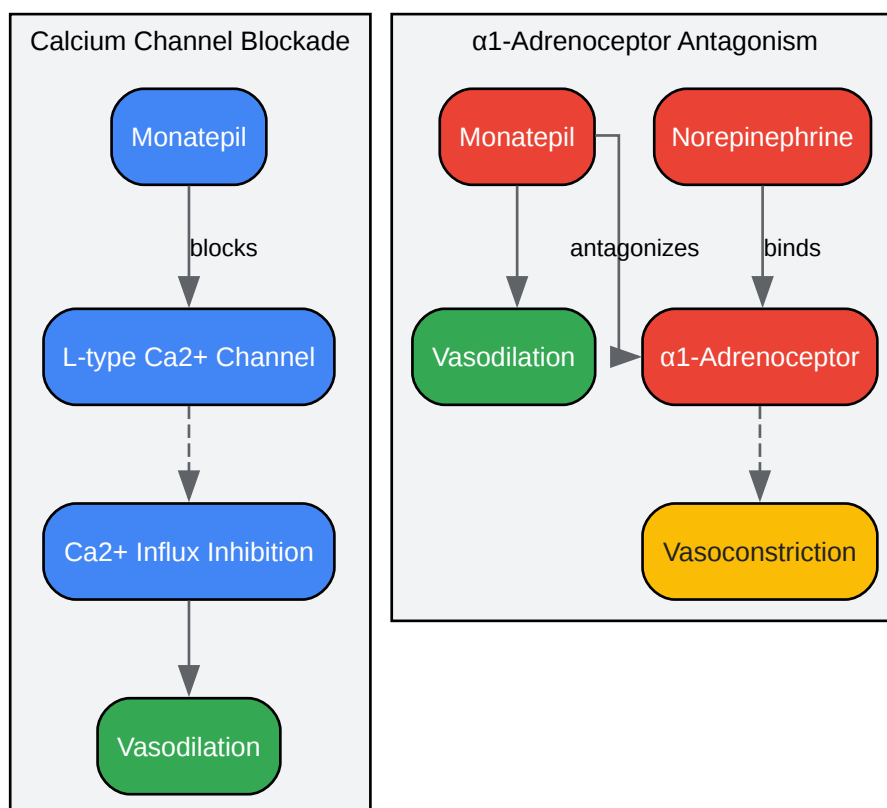 Calcium Channel Blockade
Monatepil
blocks
L-type Ca2+ Channel
Ca2+ Influx Inhibition
Vasodilation
α1-Adrenoceptor Antagonism
Monatepil
Norepinephrine
antagonizes
binds
Vasodilation
α1-Adrenoceptor
Vasoconstriction